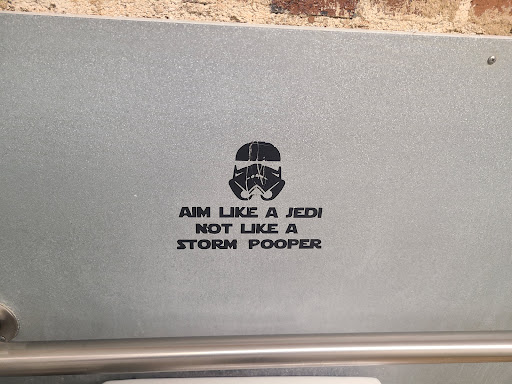 AIM LIKE A JEDI
NOT LIKE A
STORM POOPER